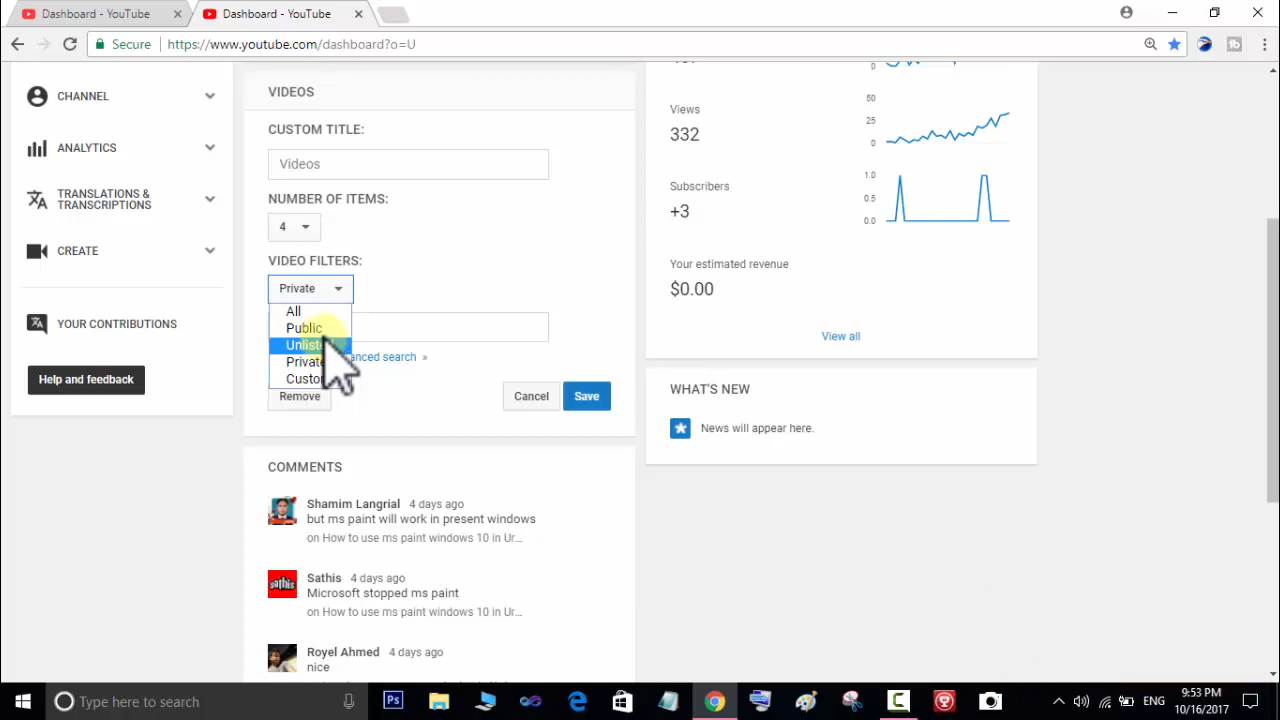 Dashboard - YouTube
Dashboard - YouTube
Secure
https://www.youtube.com/dashboard?o=U
CHANNEL
ANALYTICS
TRANSLATIONS &
TRANSCRIPTIONS
CREATE
YOUR CONTRIBUTIONS
Help and feedback
VIDEOS
CUSTOM TITLE:
Videos
NUMBER OF ITEMS:
4
VIDEO FILTERS:
Private
All
Public
Private
search »
Remove
Cancel
Save
COMMENTS
Shamim Langrial 4 days ago
but ms paint will work in present windows
on How to use ms paint windows 10 in Ur...
sathis
Sathis 4 days ago
Microsoft stopped ms paint
on How to use ms paint windows 10 in Ur...
Royel Ahmed 4 days ago
nice
0
Views
332
50
25
0
Subscribers
+3
1.0
0.5
0.0
Your estimated revenue
$0.00
View all
WHAT'S NEW
News will appear here.
Type here to search
Ps
ENG
9:53 PM
10/16/2017